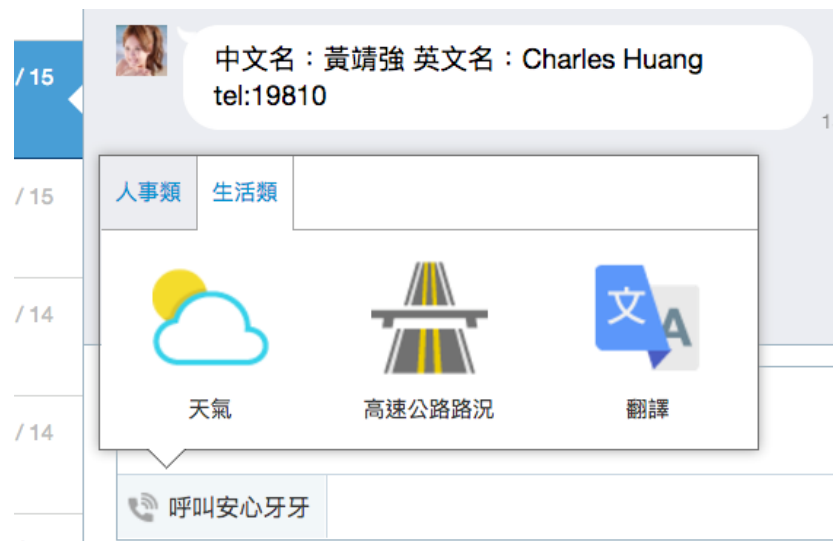 / 15
中文名：黃靖強 英文名：Charles Huang
tel:19810
1
/ 15
人事類 生活類
/ 14
文 A
天氣 高速公路路況 翻譯
/ 14
呼叫安心牙牙